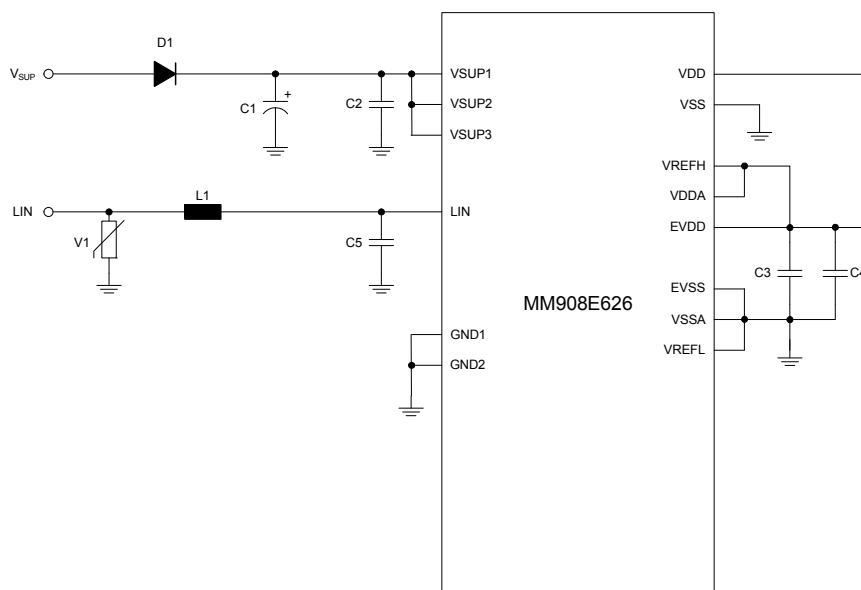 D1
VSUP
C1
+
C2
VSUP1
VSUP2
VSUP3
LIN
L1
V1
C5
LIN
GND1
GND2
MM908E626
VDD
VSS
VREFH
VDDA
EVDD
EVSS
VSSA
VREFL
C3
C4